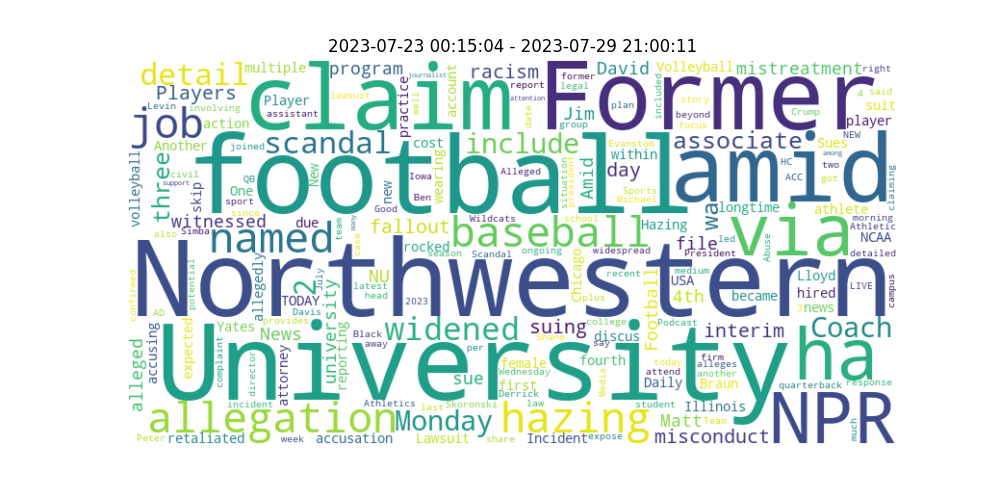 2023-07-23 00:15:04 - 2023-07-29 21:00:11
detail
multiple
claim
program
journalist
racism
Former
former
legal
David
Volleyball
mistreatment
right
Players
Levin
involving
job
action
Player
assistant
lawsuit
well
practice
account
report
attention
date
Jim
group
plan
included
story
beyond
focus
Crump
4
said
suit
player
Another
joined
scandal
cost
include
Evanston
within
associate
Sues
NEW
among
volleyball
three
civil
support
skip
QB
One
sport
since
football
New
new
Iowa
Ben
Good
wearing
Alleged
situation
president
Amid
day
Sports
Michael
amid
HC
ACC
two
got
claiming
witnessed
Simba
also
due
named
team
case
many
fallout
rocked
season
Wildcats
Scandal
baseball
school
ongoing
Hazing
widespread
wa
file
President
led
longtime
via
Abuse
athlete
morning
Athletic
NCAA
detailed
confirmed
potential
Northwestern
allegedly
2
July
TODAY
Davis
2023
NU
latest
head
Chicago
plus
recent
medium
USA
4th
became
Lloyd
hired
3
news
LIVE
campus
AD
accusing
expected
Yates
provides
News
university
reporting
Black
away
widened
per
suing
Shane
college
say
discus
Podcast
Football
interim
Coach
alleged
University
complaint
director
attorney
sue
female
first
Wednesday
Derrick
fourth
Media
today
attend
Daily
firm
alleges
another
Braun
ha
quarterback
response
allegation
incident
Athletics
last
Skoronski
Monday
law
hazing
student
Matt
Team
Illinois
NPR
much
Peter
retaliated
week
accusation
Lawsuit
share
Incident
expose
misconduct